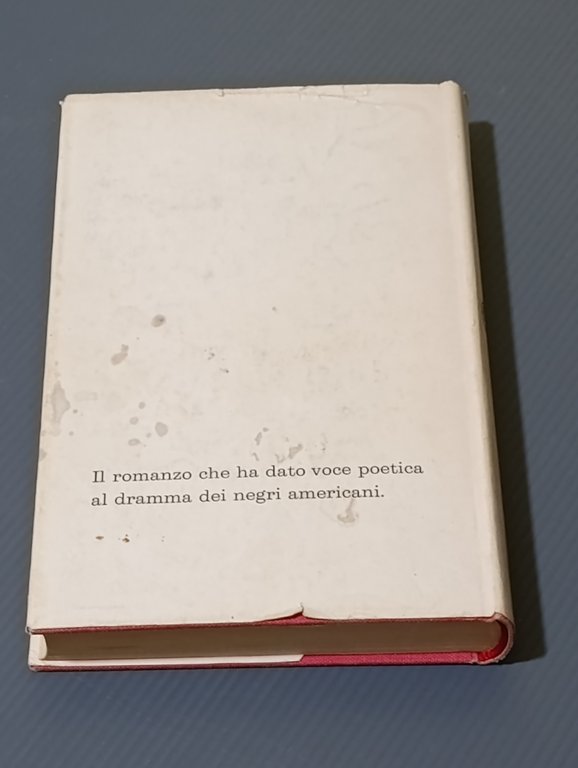 Il romanzo che ha dato voce poetica
al dramma dei negri americani.